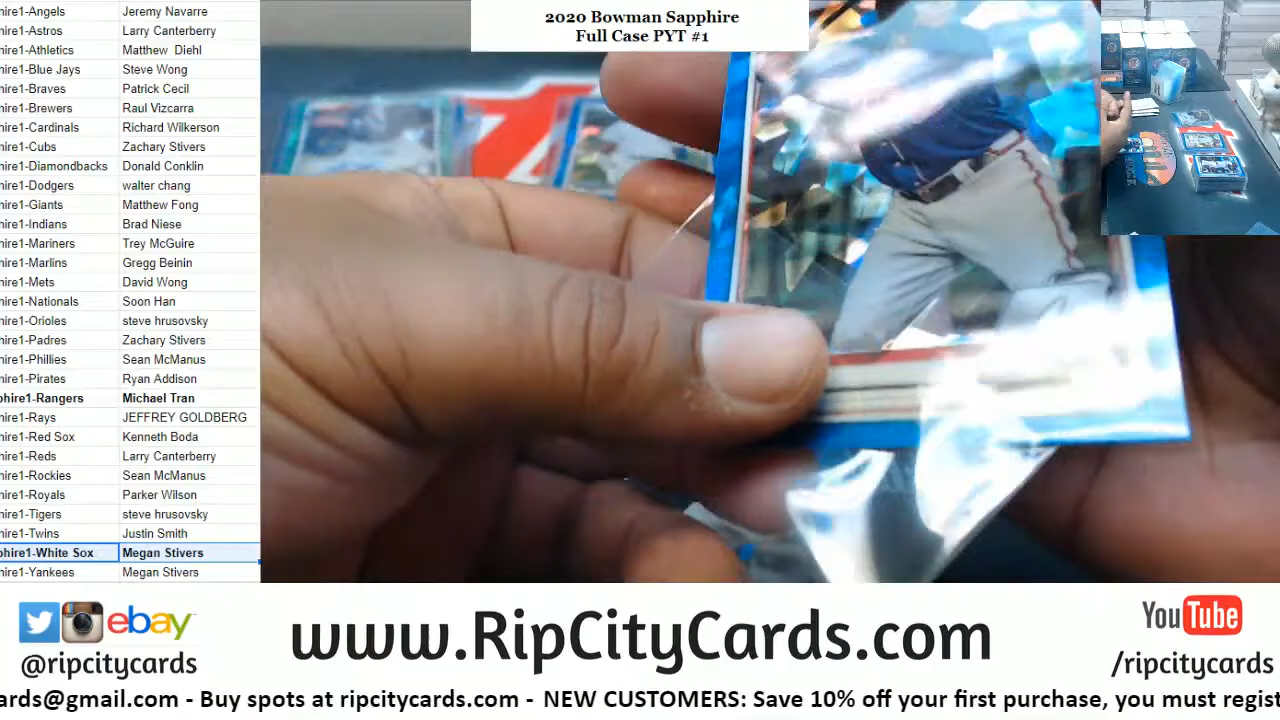 2020 Bowman Sapphire
Full Case PYT #1
hire1-Angels Jeremy Navarre
hire1-Astros Larry Canterberry
hire1-Athletics Matthew Diehl
hire1-Blue Jays Steve Wong
hire1-Braves Patrick Cecil
hire1-Brewers Raul Vizcarra
hire1-Cardinals Richard Wilkerson
hire1-Cubs Zachary Stivers
hire1-Diamondbacks Donald Conklin
hire1-Dodgers walter chang
hire1-Giants Matthew Fong
hire1-Indians Brad Niese
hire1-Mariners Trey McGuire
hire1-Marlins Gregg Beinin
hire1-Mets David Wong
hire1-Nationals Soon Han
hire1-Orioles steve hrusovsky
hire1-Padres Zachary Stivers
hire1-Phillies Sean McManus
hire1-Pirates Ryan Addison
phire1-Rangers Michael Tran
hire1-Rays JEFFREY GOLDBERG
hire1-Red Sox Kenneth Boda
hire1-Reds Larry Canterberry
hire1-Rockies Sean McManus
hire1-Royals Parker Wilson
hire1-Tigers steve hrusovsky
hire1-Twins Justin Smith
phire1-White Sox Megan Stivers
hire1-Yankees Megan Stivers
ebay
@ripcitycards
www.RipCityCards.com
YouTube
/ripcitycards
ards@gmail.com - Buy spots at ripcitycards.com - NEW CUSTOMERS: Save 10% off your first purchase, you must regist